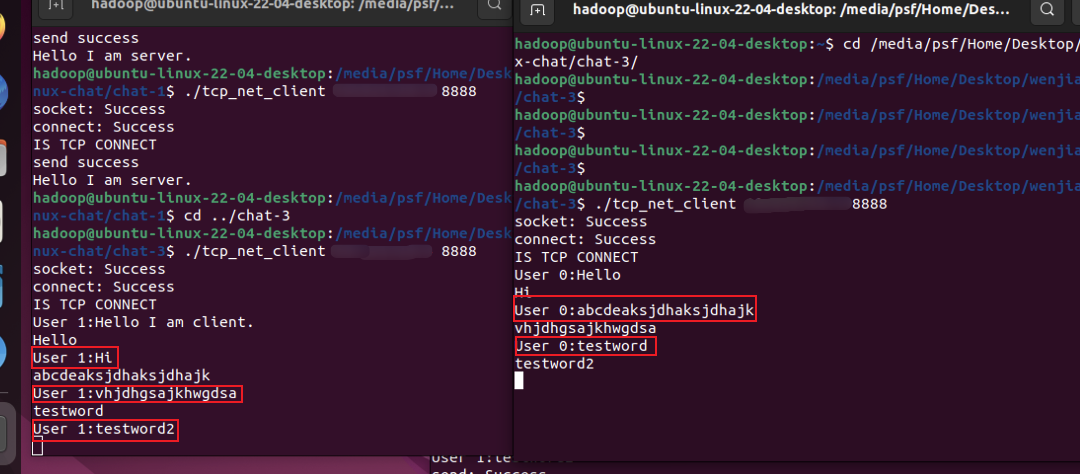 hadoop@ubuntu-linux-22-04-desktop: /media/psf/...
send success
Hello I am server.
hadoop@ubuntu-linux-22-04-desktop:/media/psf/Home/Desk
nux-chat/chat-1$ ./tcp_net_client 8888
socket: Success
connect: Success
IS TCP CONNECT
send success
Hello I am server.
hadoop@ubuntu-linux-22-04-desktop:/media/psf/Home/Desk
nux-chat/chat-1$ cd ../chat-3
hadoop@ubuntu-linux-22-04-desktop:/media/psf/Home/Desk
nux-chat/chat-3$ ./tcp_net_client 8888
socket: Success
connect: Success
IS TCP CONNECT
User 1:Hello I am client.
Hello
User 1:Hi
abcdeaksjdhaksjdhajk
User 1:vhjdhgsajkhwgdsa
testword
User 1:testword2
hadoop@ubuntu-linux-22-04-desktop: /media/psf/Home/Des...
hadoop@ubuntu-linux-22-04-desktop:~$ cd /media/psf/Home/Desktop/
x-chat/chat-3/
hadoop@ubuntu-linux-22-04-desktop:/media/psf/Home/Desktop/wenjia
/chat-3$
hadoop@ubuntu-linux-22-04-desktop:/media/psf/Home/Desktop/wenjia
/chat-3$
hadoop@ubuntu-linux-22-04-desktop:/media/psf/Home/Desktop/wenjia
/chat-3$
hadoop@ubuntu-linux-22-04-desktop:/media/psf/Home/Desktop/wenjia
/chat-3$ ./tcp_net_client 8888
socket: Success
connect: Success
IS TCP CONNECT
User 0:Hello
Hi
User 0:abcdeaksjdhaksjdhajk
vhjdhgsajkhwgdsa
User 0:testword
testword2
send: Success